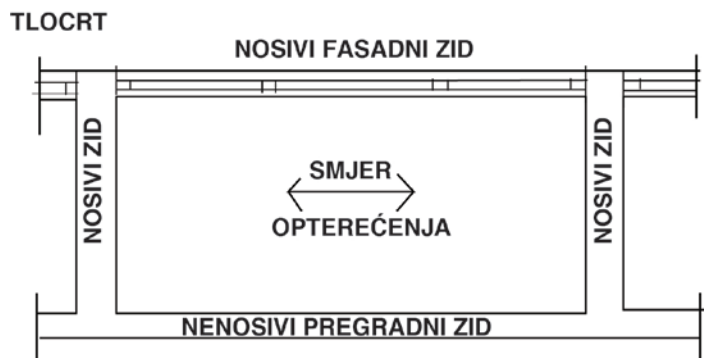 TLOCRT
NOSIVI FASADNI ZID
NOSIVI ZID
SMJER
OPTEREĆENJA
NOSIVI ZID
NENOSIVI PREGRADNI ZID